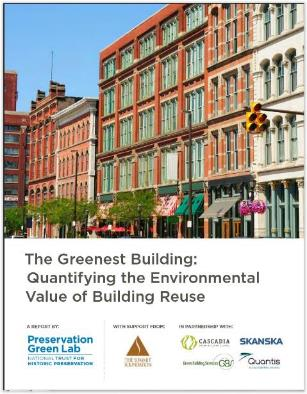 The Greenest Building:
Quantifying the Environmental
Value of Building Reuse
A REPORT BY:
WITH SUPPORT FROM:
IN PARTNERSHIP WITH:
Preservation
Green Lab
NATIONAL TRUST FOR
HISTORIC PRESERVATION
THE SUMMIT
FOUNDATION
CASCADIA
SKANSKA
Green Building Services
GBS
Quantis